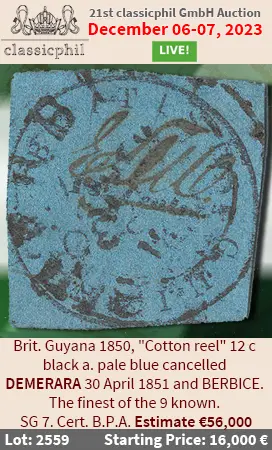 21st classicphil GmbH Auction
December 06-07, 2023
classicphil
LIVE!
Brit. Guyana 1850, "Cotton reel" 12 c
black a. pale blue cancelled
DEMERARA 30 April 1851 and BERBICE.
The finest of the 9 known.
SG 7. Cert. B.P.A. Estimate €56,000
Lot: 2559 Starting Price: 16,000 €